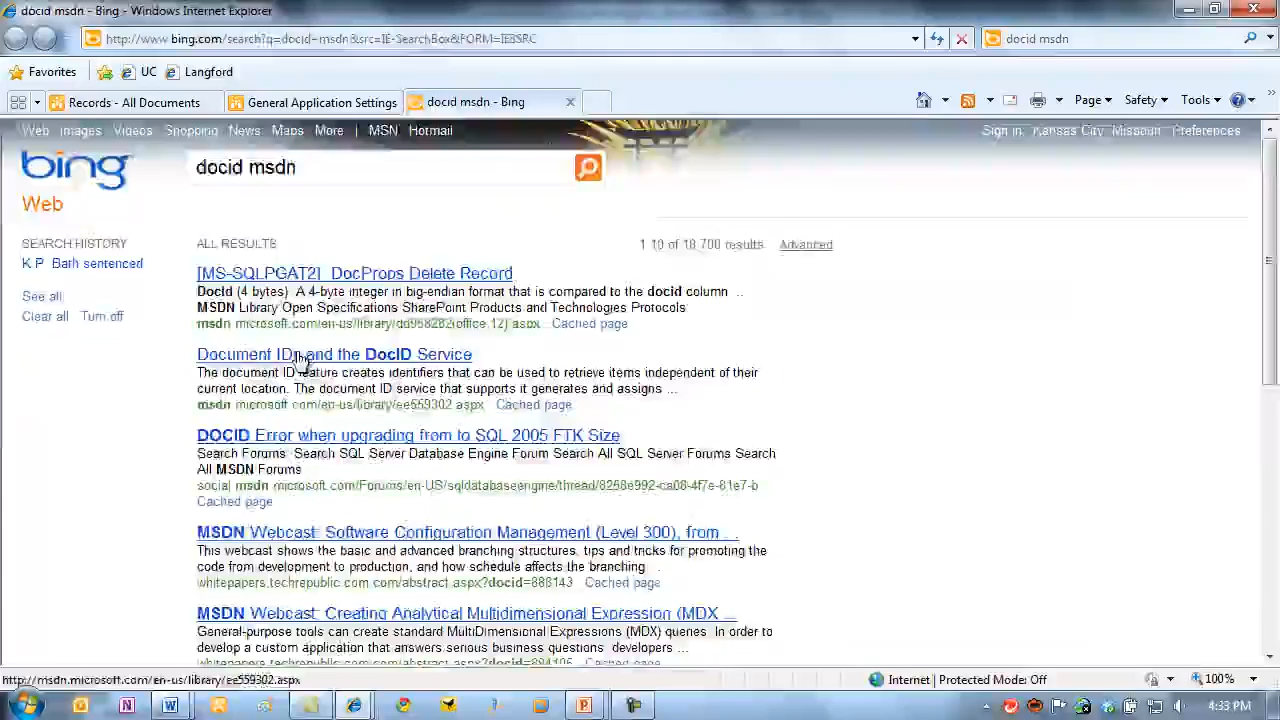 docid msdn - Bing - Windows Internet Explorer
http://www.bing.com/search?q=docid+msdn&src=IE-SearchBox&FORM=IE8SRC
docid msdn
Favorites UC Langford
Records - All Documents General Application Settings docid msdn - Bing
Page Safety Tools
Web Images Videos Shopping News Maps More | MSN Hotmail
Sign in Kansas City, Missouri Preferences
bing
docid msdn
Web
SEARCH HISTORY
K P Bath sentenced
See all
Clear all Turn off
ALL RESULTS
1-10 of 18,700 results Advanced
[MS-SQLPGAT2] DocProps Delete Record
DocId (4 bytes) A 4-byte integer in big-endian format that is compared to the docid column ...
MSDN Library Open Specifications SharePoint Products and Technologies Protocols
msdn.microsoft.com/en-us/library/dd958282(office.12).aspx Cached page
Document IDs and the DocID Service
The document ID feature creates identifiers that can be used to retrieve items independent of their
current location. The document ID service that supports it generates and assigns ...
msdn.microsoft.com/en-us/library/ee559302.aspx Cached page
DOCID Error when upgrading from to SQL 2005 FTK Size
Search Forums: Search SQL Server Database Engine Forum Search All SQL Server Forums Search
All MSDN Forums
social.msdn.microsoft.com/Forums/en-US/sqldatabaseengine/thread/8258e992-ca08-4f7e-81e7-b
Cached page
MSDN Webcast: Software Configuration Management (Level 300), from ...
This webcast shows the basic and advanced branching structures, tips and tricks for promoting the
code from development to production, and how schedule affects the branching ...
whitepapers.techrepublic.com.com/abstract.aspx?docid=888143 Cached page
MSDN Webcast: Creating Analytical Multidimensional Expression (MDX ...
General-purpose tools can create standard MultiDimensional Expressions (MDX) queries. In order to
develop a custom application that answers serious business questions, developers ...
whitepapers.techrepublic.com.com/abstract.aspx?docid=894105 Cached page
http://msdn.microsoft.com/en-us/library/ee559302.aspx
Internet | Protected Mode: Off
100%
4:33 PM